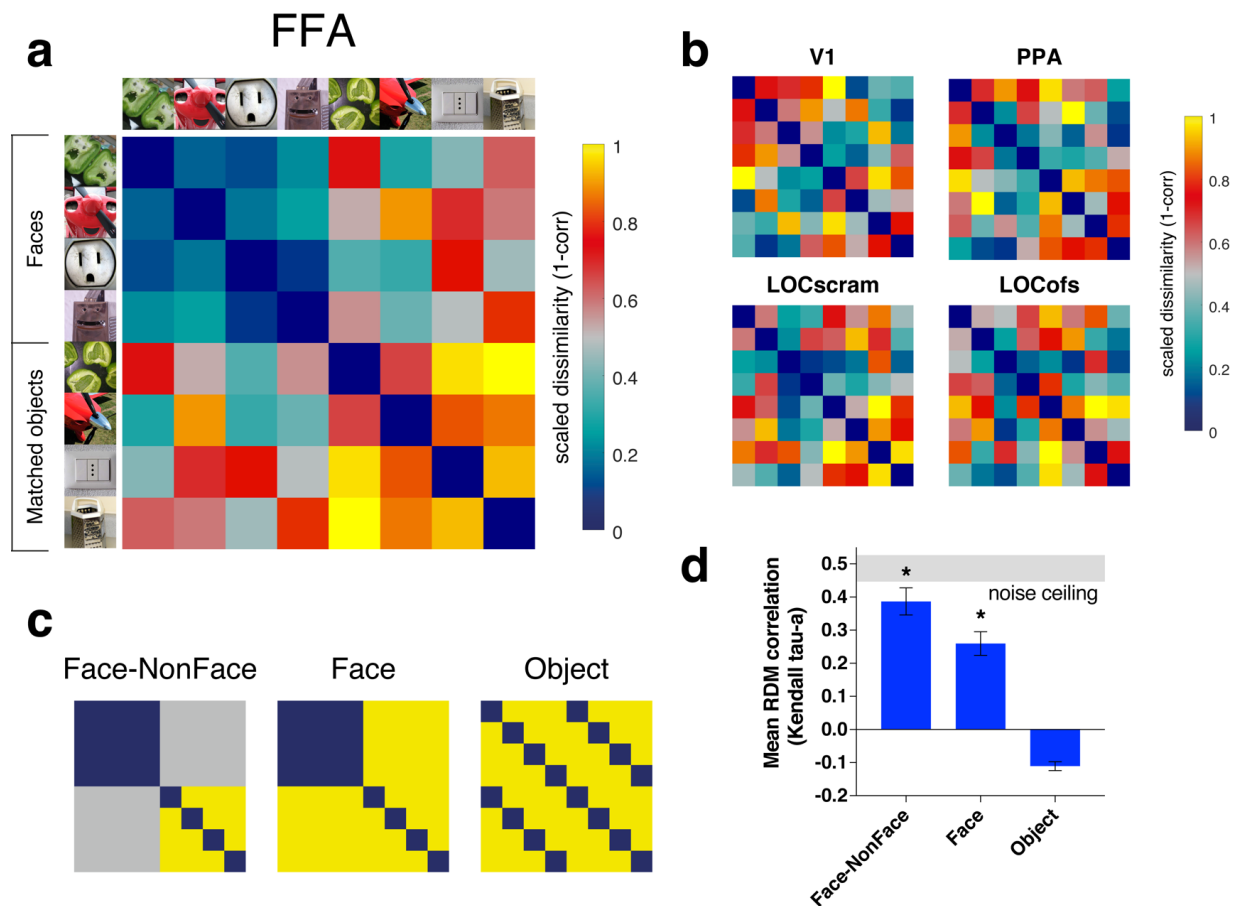 FFA
a
Faces
Matched objects
1
0.8
0.6
0.4
0.2
0
scaled dissimilarity (1-corr)
b
V1
PPA
LOCscram
LOCofs
1
0.8
0.6
0.4
0.2
0
scaled dissimilarity (1-corr)
c
Face-NonFace
Face
Object
d
Mean RDM correlation
(Kendall tau-a)
0.5
0.4
0.3
0.2
0.1
0.0
-0.1
-0.2
*
*
noise ceiling
Face-NonFace
Face
Object